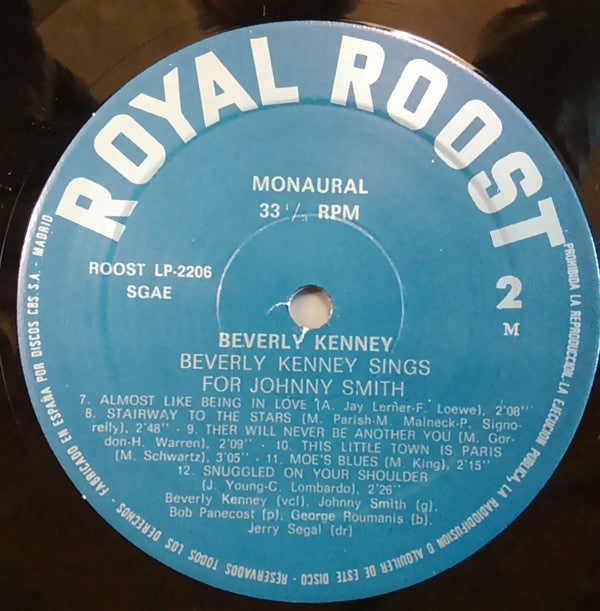 ROYAL ROOST
MONAURAL
33 ⅓ RPM
ROOST LP-2206
SGAE
2
M
BEVERLY KENNEY
BEVERLY KENNEY SINGS
FOR JOHNNY SMITH
7. ALMOST LIKE BEING IN LOVE (A. Jay Lerner-F. Loewe), 2'08''
8. STAIRWAY TO THE STARS (M. Parish-M. Malneck-P. Signo-
relly), 2'48'' - 9. THER WILL NEVER BE ANOTHER YOU (M. Gor-
don-H. Warren), 2'09'' - 10. THIS LITTLE TOWN IS PARIS
(M. Schwartz), 3'05'' - 11. MOE'S BLUES (M. King), 2'15''
12. SNUGGLED ON YOUR SHOULDER
(J. Young-C. Lombardo), 2'26''
Beverly Kenney (vcl), Johnny Smith (g),
Bob Panecost (p), George Roumanis (b),
Jerry Segal (dr)
PROHIBIDA LA REPRODUCCION, LA EJECUCION PUBLICA, LA RADIODIFUSION O ALQUILER DE ESTE DISCO - RESERVADOS TODOS LOS DERECHOS - FABRICADO EN ESPAÑA POR DISCOS CBS, S.A. - MADRID